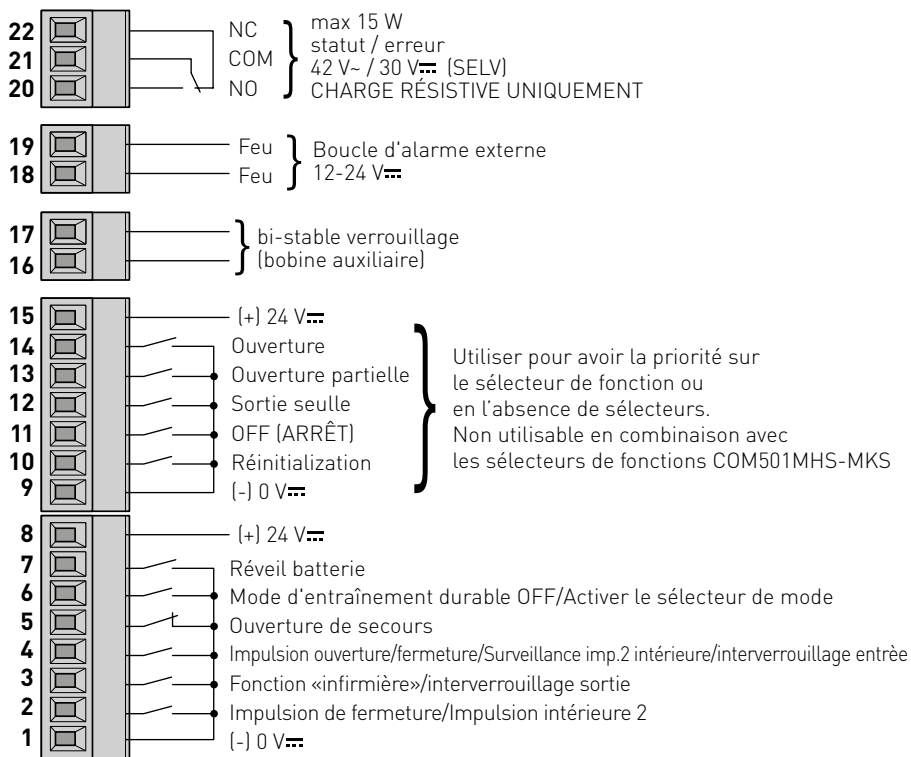 22 NC
21 COM
20 NO
max 15 W
statut / erreur
42 V~ / 30 V⎓ (SELV)
CHARGE RÉSISTIVE UNIQUEMENT
19 Feu
18 Feu
Boucle d'alarme externe
12-24 V⎓
17
16
bi-stable verrouillage
(bobine auxiliaire)
15 (+) 24 V⎓
14 Ouverture
13 Ouverture partielle
12 Sortie seulle
11 OFF (ARRÊT)
10 Réinitialization
9 (-) 0 V⎓
Utiliser pour avoir la priorité sur
le sélecteur de fonction ou
en l'absence de sélecteurs.
Non utilisable en combinaison avec
les sélecteurs de fonctions COM501MHS-MKS
8 (+) 24 V⎓
7 Réveil batterie
6 Mode d'entraînement durable OFF/Activer le sélecteur de mode
5 Ouverture de secours
4 Impulsion ouverture/fermeture/Surveillance imp.2 intérieure/interverrouillage entrèe
3 Fonction «infirmière»/interverrouillage sortie
2 Impulsion de fermeture/Impulsion intérieure 2
1 (-) 0 V⎓